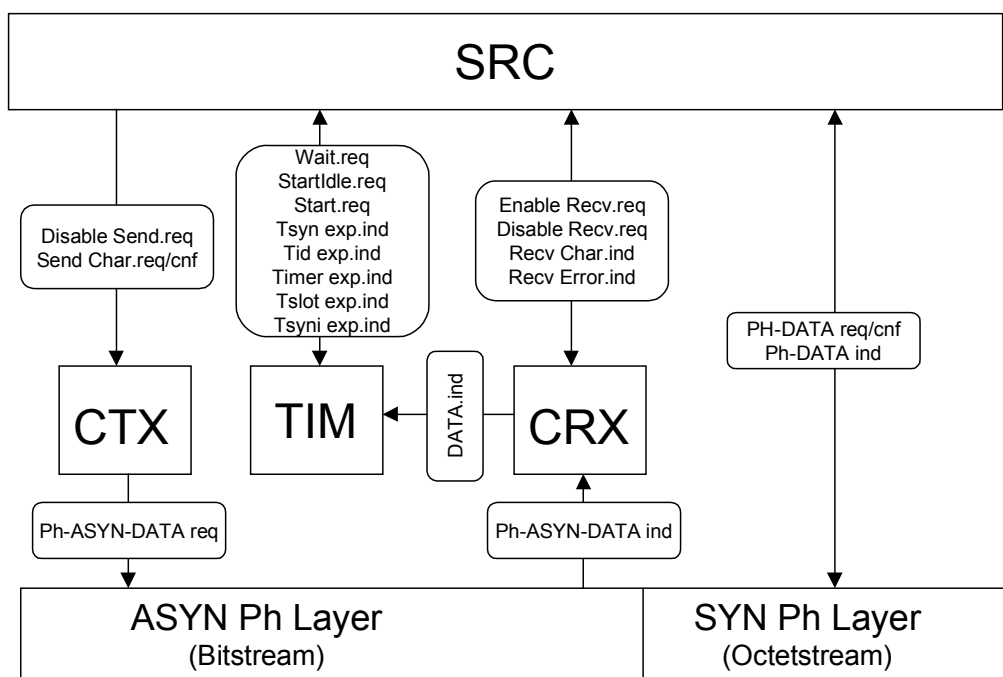 SRC
Wait.req
StartIdle.req
Start.req
Tsyn exp.ind
Tid exp.ind
Timer exp.ind
Tslot exp.ind
Tsyni exp.ind
Enable Recv.req
Disable Recv.req
Recv Char.ind
Recv Error.ind
Disable Send.req
Send Char.req/cnf
PH-DATA req/cnf
Ph-DATA ind
CTX
TIM
DATA.ind
CRX
Ph-ASYN-DATA req
Ph-ASYN-DATA ind
ASYN Ph Layer
(Bitstream)
SYN Ph Layer
(Octetstream)